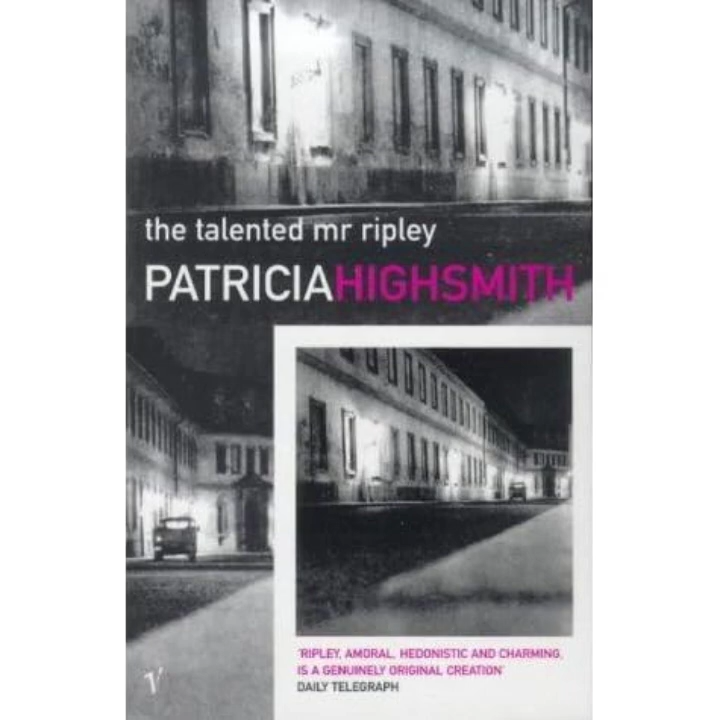 the talented mr ripley
PATRICIAHIGHSMITH
'RIPLEY, AMORAL, HEDONISTIC AND CHARMING,
IS A GENUINELY ORIGINAL CREATION'
DAILY TELEGRAPH
V